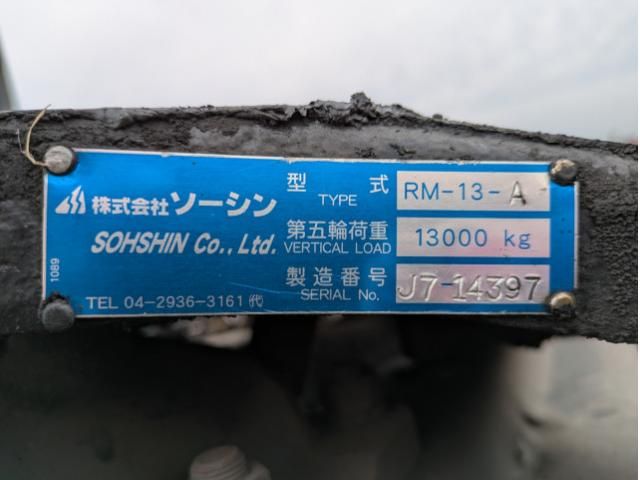 株式会社ソーシン
SOHSHIN Co., Ltd.
1089
TEL 04-2936-3161㈹
型式 RM-13-A
TYPE
第五輪荷重 13000 kg
VERTICAL LOAD
製造番号 J7-14397
SERIAL No.